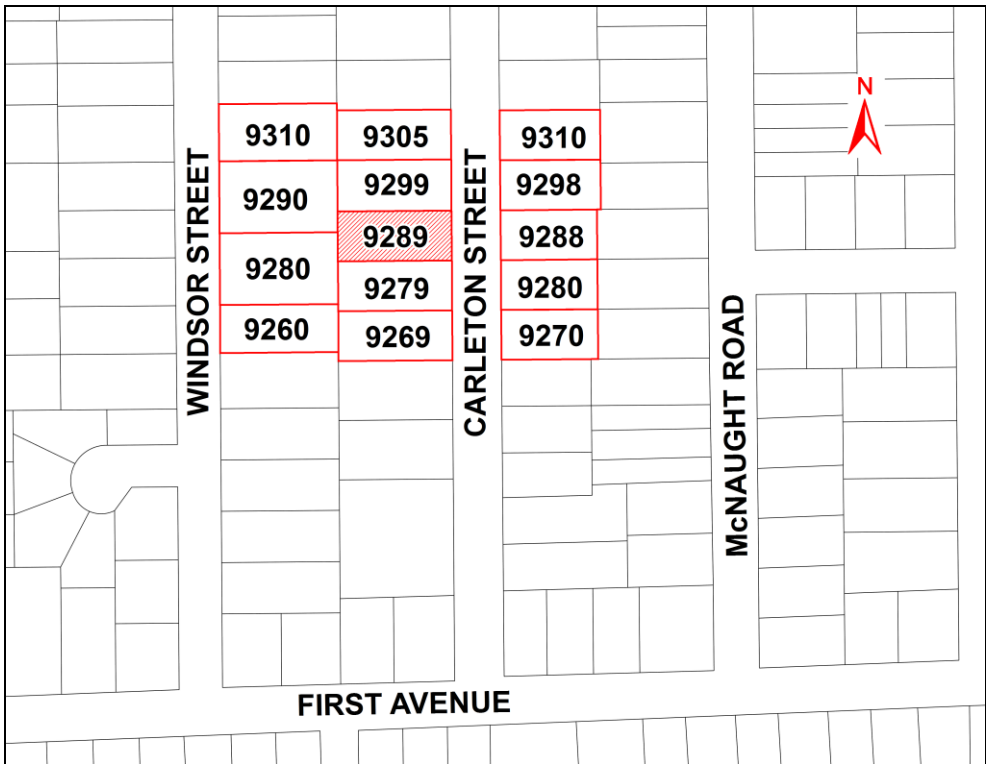 N
9310
9305
9310
9290
9299
9298
9289
9288
9280
9279
9280
9260
9269
9270
WINDSOR STREET
CARLETON STREET
McNAUGHT ROAD
FIRST AVENUE